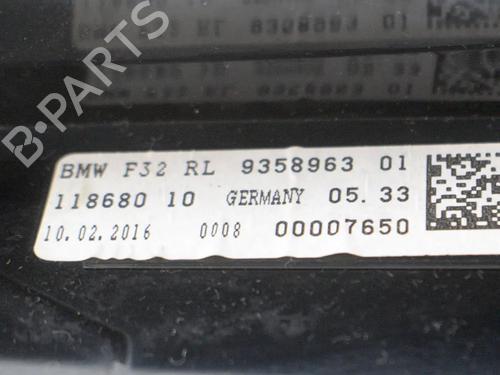 B-PARTS
BMW F32 RL 9358963 01
118680 10 GERMANY 05.33
10.02.2016 0008 00007650